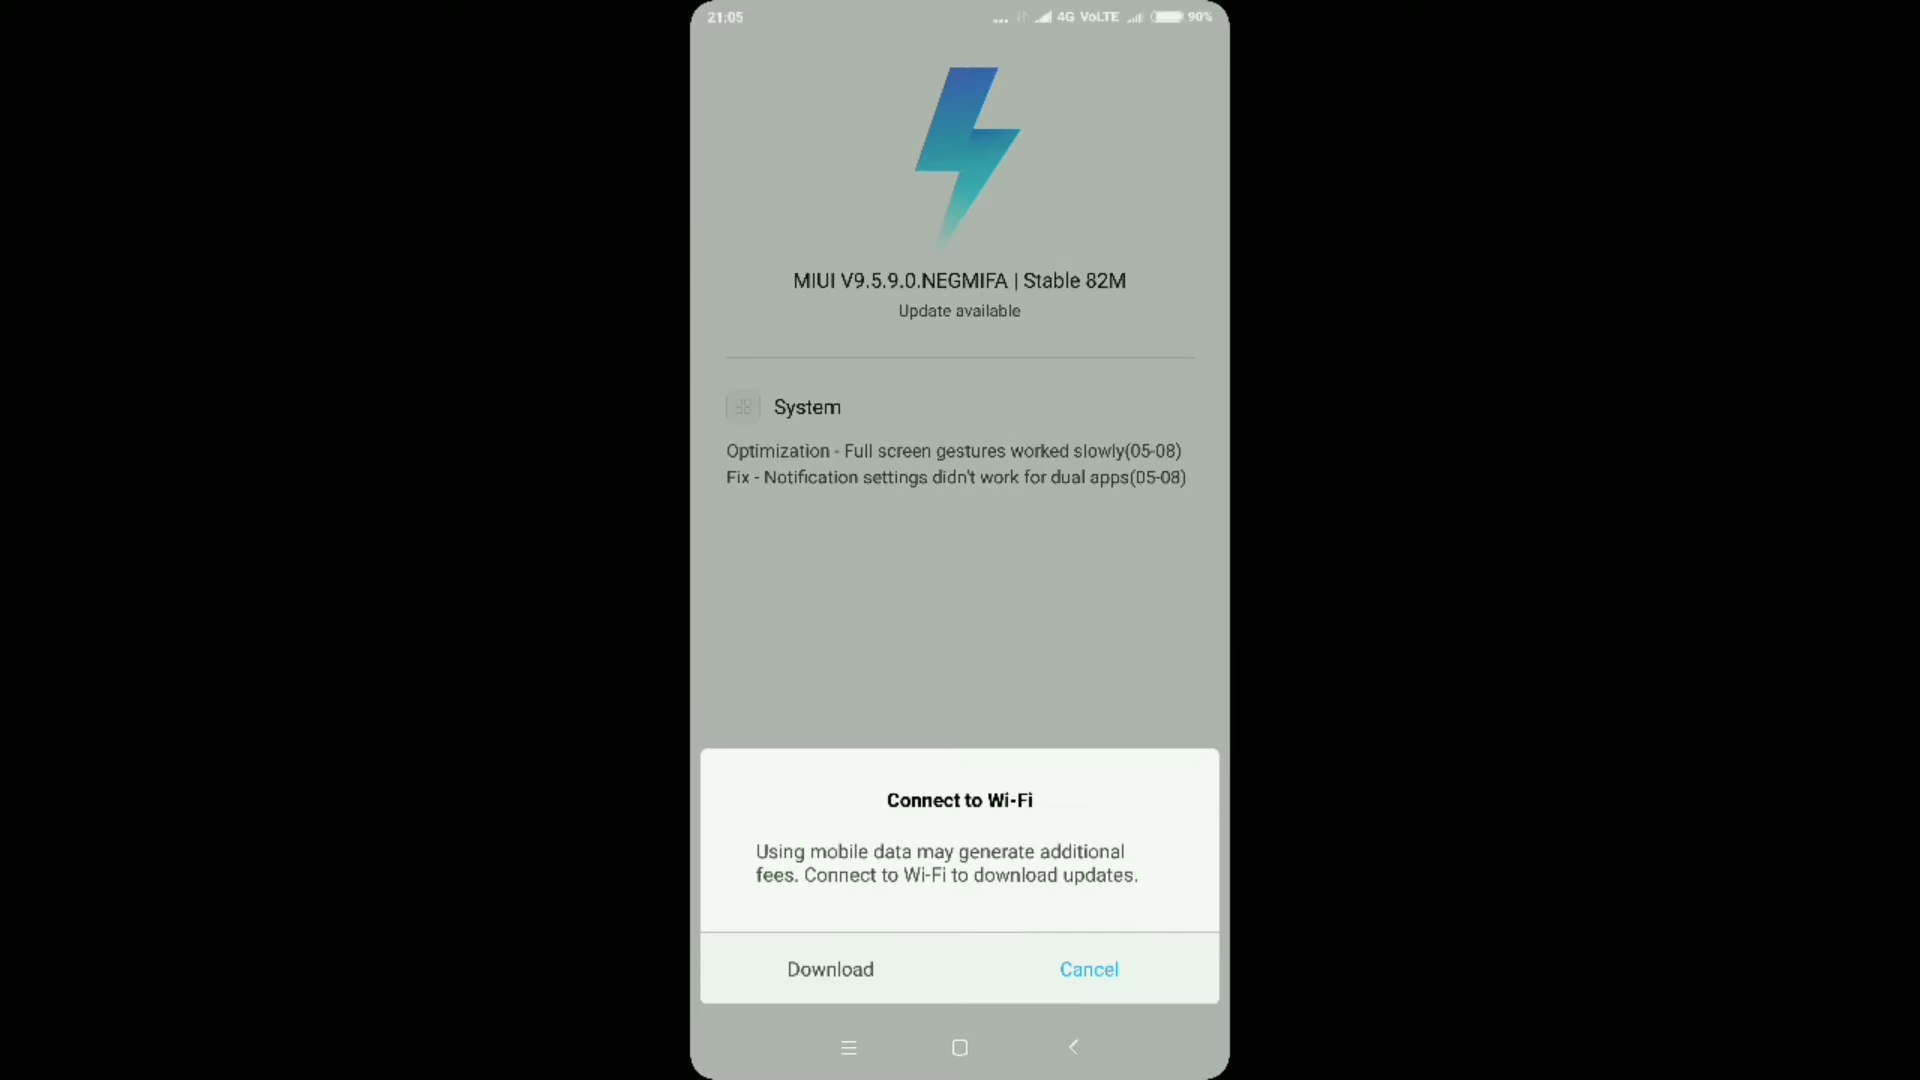 21:05
... 4G VoLTE 90%
MIUI V9.5.9.0.NEGMIFA | Stable 82M
Update available
System
Optimization - Full screen gestures worked slowly(05-08)
Fix - Notification settings didn't work for dual apps(05-08)
Connect to Wi-Fi
Using mobile data may generate additional
fees. Connect to Wi-Fi to download updates.
Download Cancel